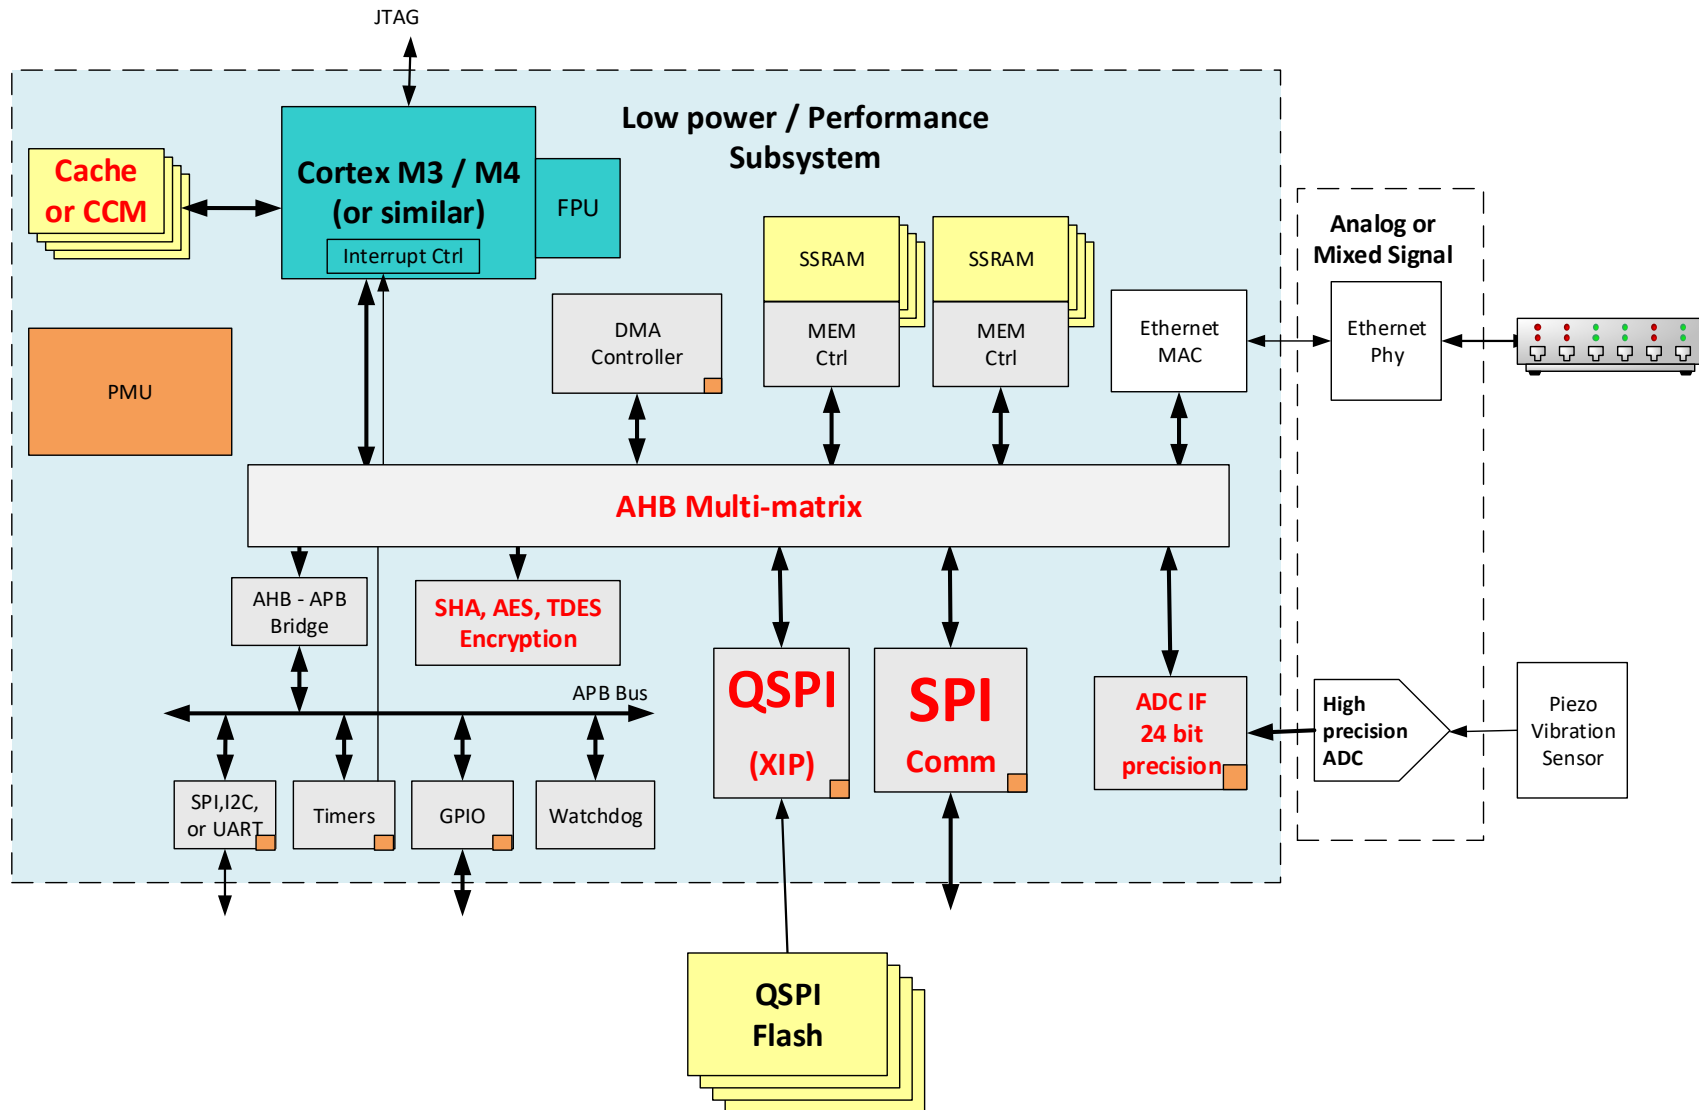 JTAG
Low power / Performance
Subsystem
Cache
or CCM
Cortex M3 / M4
(or similar)
Interrupt Ctrl
FPU
SSRAM
MEM
Ctrl
SSRAM
MEM
Ctrl
DMA
Controller
Ethernet
MAC
Analog or
Mixed Signal
Ethernet
Phy
PMU
AHB Multi-matrix
AHB - APB
Bridge
SHA, AES, TDES
Encryption
APB Bus
QSPI
(XIP)
SPI
Comm
ADC IF
24 bit
precision
High
precision
ADC
Piezo
Vibration
Sensor
SPI,I2C,
or UART
Timers
GPIO
Watchdog
QSPI
Flash